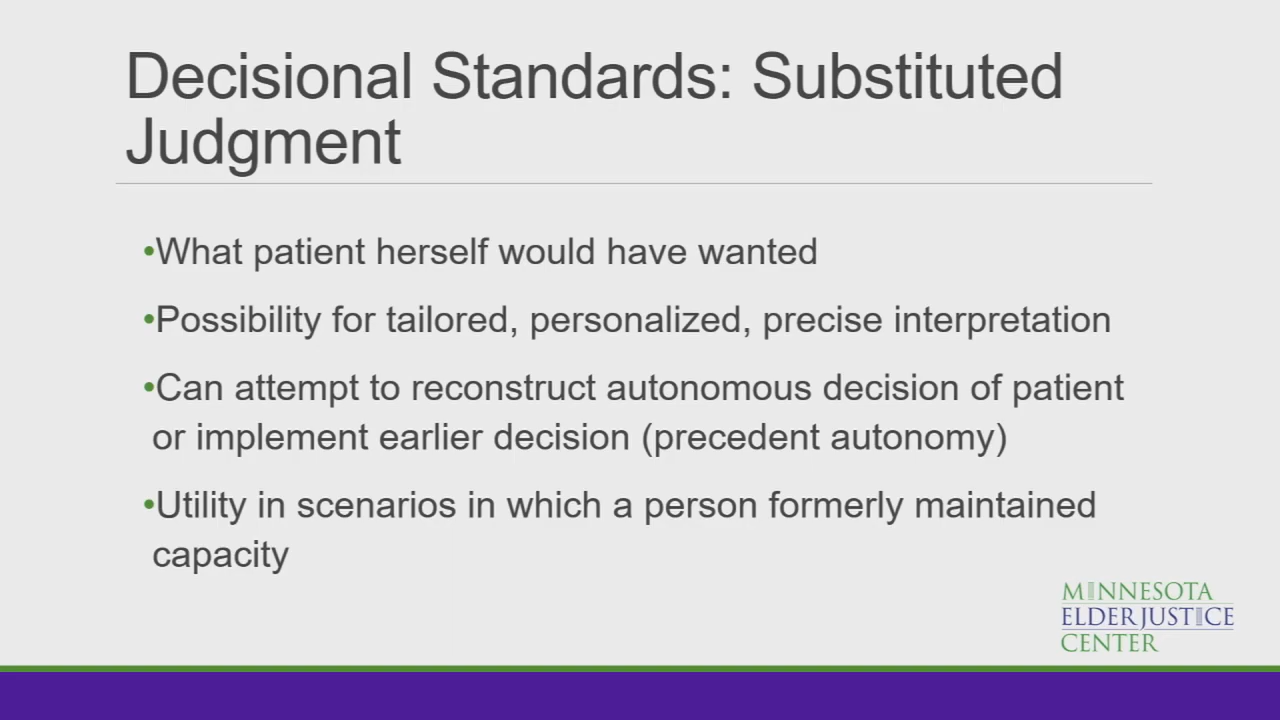 Decisional Standards: Substituted
Judgment
•What patient herself would have wanted
•Possibility for tailored, personalized, precise interpretation
•Can attempt to reconstruct autonomous decision of patient
or implement earlier decision (precedent autonomy)
•Utility in scenarios in which a person formerly maintained
capacity
MINNESOTA
ELDER JUSTICE
CENTER